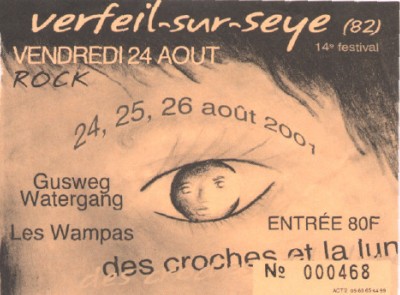 verfeil-sur-seye (82)
VENDREDI 24 AOUT
14e festival
ROCK
24, 25, 26 août 2001
Gusweg
Watergang
Les Wampas
ENTRÉE 80F
des croches et la lun
№ 000468